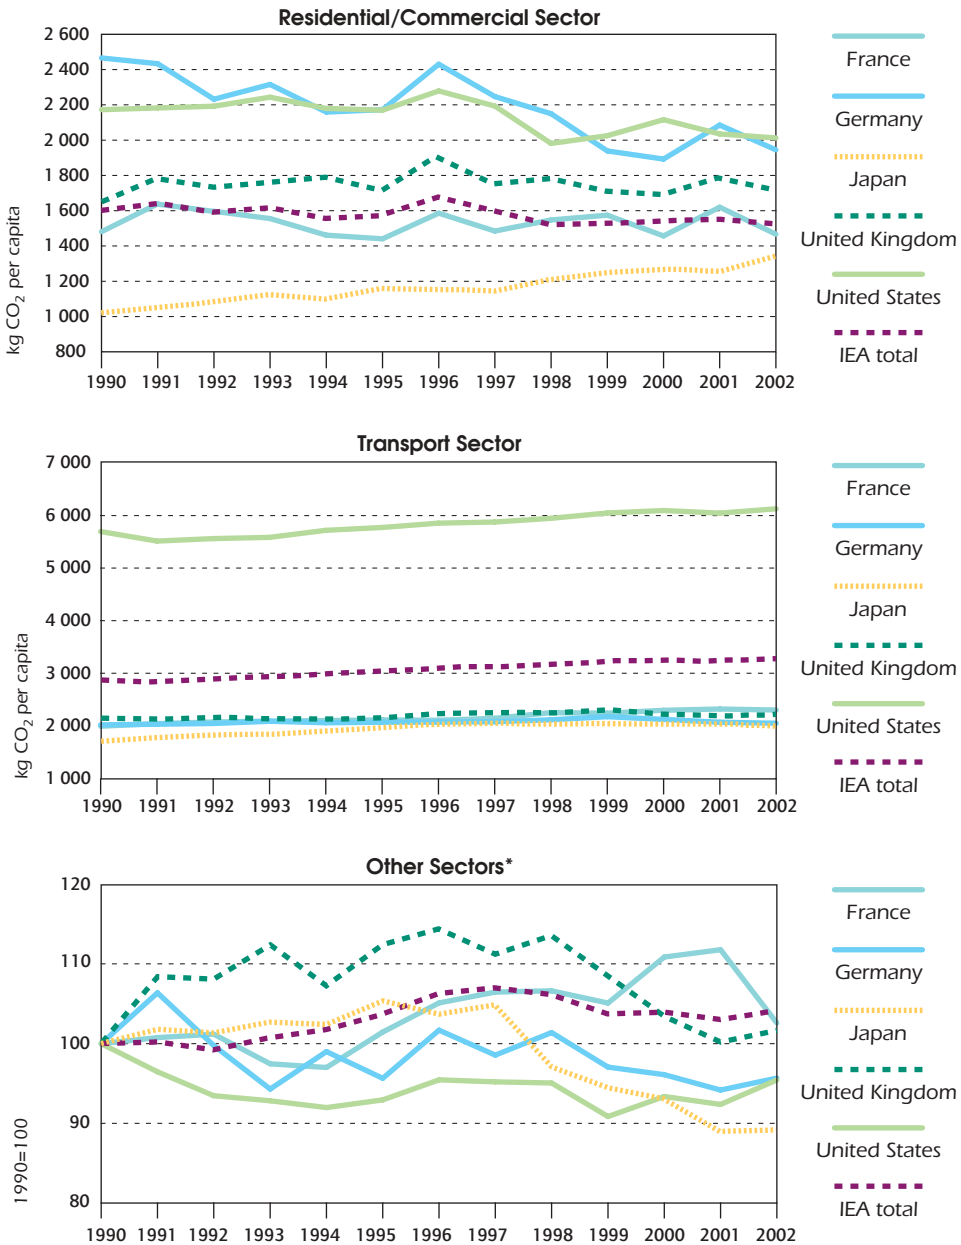 Residential/Commercial Sector
2 600
2 400
2 200
2 000
1 800
1 600
1 400
1 200
1 000
800
kg CO2 per capita
1990 1991 1992 1993 1994 1995 1996 1997 1998 1999 2000 2001 2002
France
Germany
Japan
United Kingdom
United States
IEA total
Transport Sector
7 000
6 000
5 000
4 000
3 000
2 000
1 000
kg CO2 per capita
1990 1991 1992 1993 1994 1995 1996 1997 1998 1999 2000 2001 2002
France
Germany
Japan
United Kingdom
United States
IEA total
Other Sectors*
120
110
100
90
80
1990=100
1990 1991 1992 1993 1994 1995 1996 1997 1998 1999 2000 2001 2002
France
Germany
Japan
United Kingdom
United States
IEA total